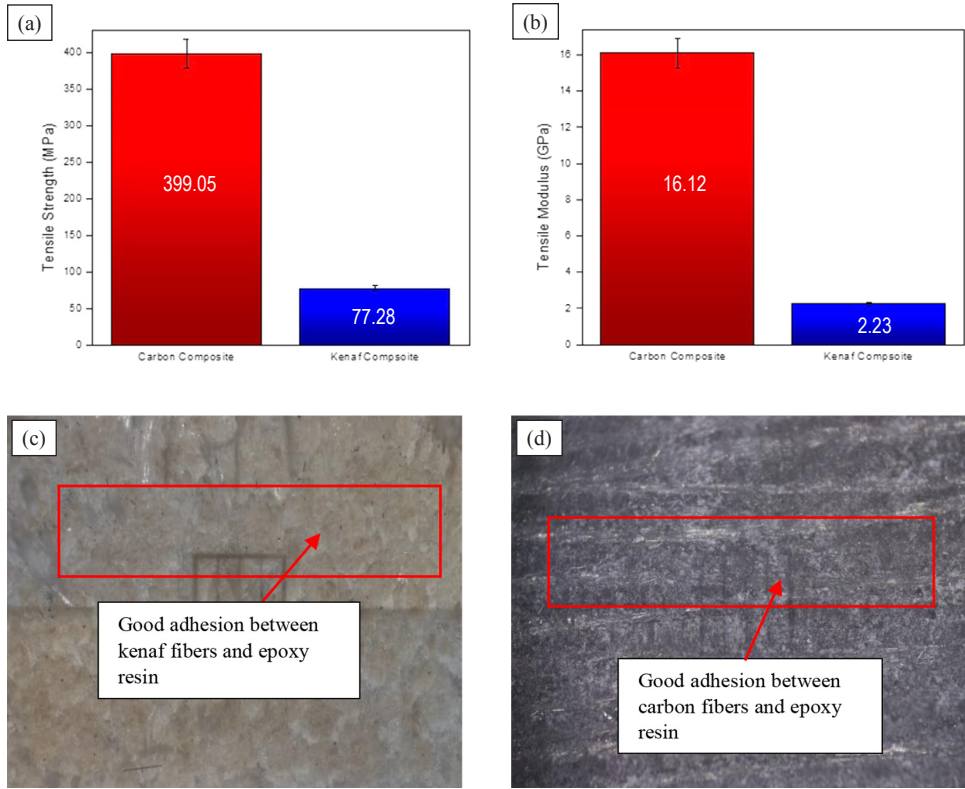 (a)
Tensile Strength (MPa)
400
350
300
250
200
150
100
50
0
399.05
77.28
Carbon Composite
Kenaf Compsoite
(b)
Tensile Modulus (GPa)
16
14
12
10
8
6
4
2
0
16.12
2.23
Carbon Composite
Kenaf Compsoite
(c)
Good adhesion between
kenaf fibers and epoxy
resin
(d)
Good adhesion between
carbon fibers and epoxy
resin